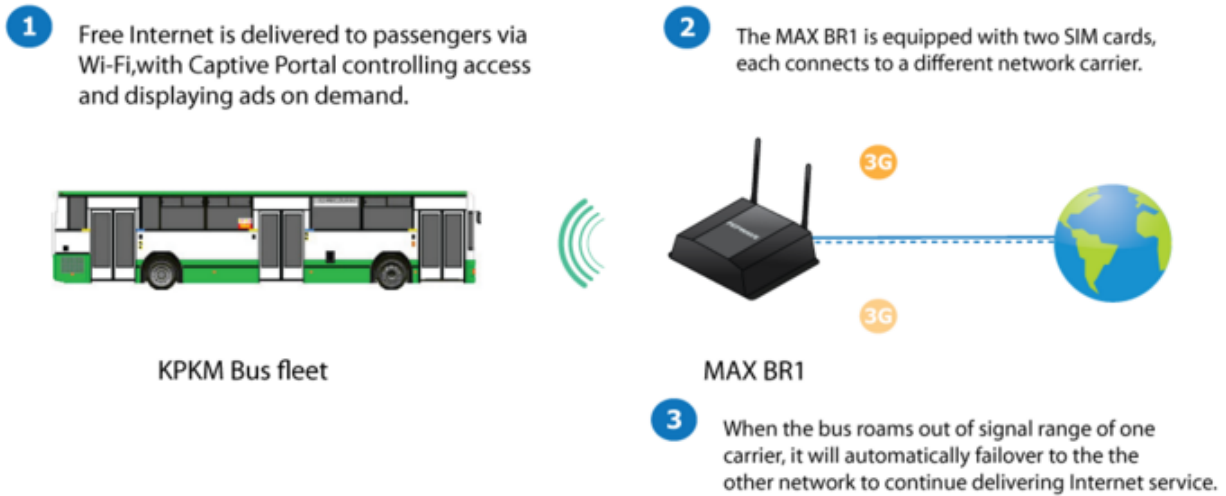 1
Free Internet is delivered to passengers via
Wi-Fi,with Captive Portal controlling access
and displaying ads on demand.
2
The MAX BR1 is equipped with two SIM cards,
each connects to a different network carrier.
3G
PEPWAVE
3G
KPKM Bus fleet
MAX BR1
3
When the bus roams out of signal range of one
carrier, it will automatically failover to the the
other network to continue delivering Internet service.